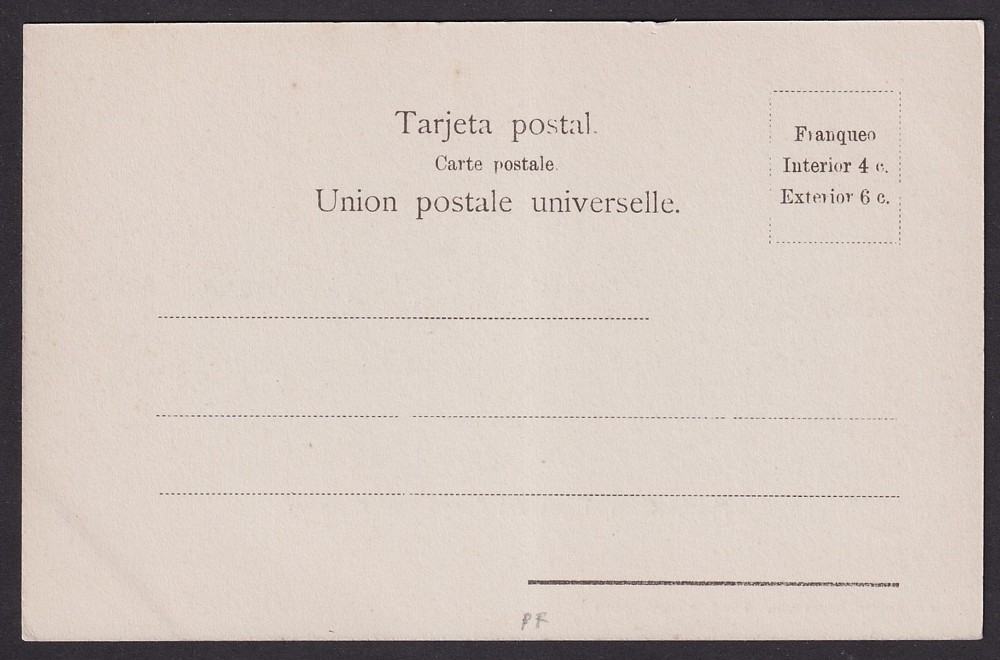 Tarjeta postal.
Carte postale.
Union postale universelle.
Franqueo
Interior 4 c.
Exterior 6 c.
PF